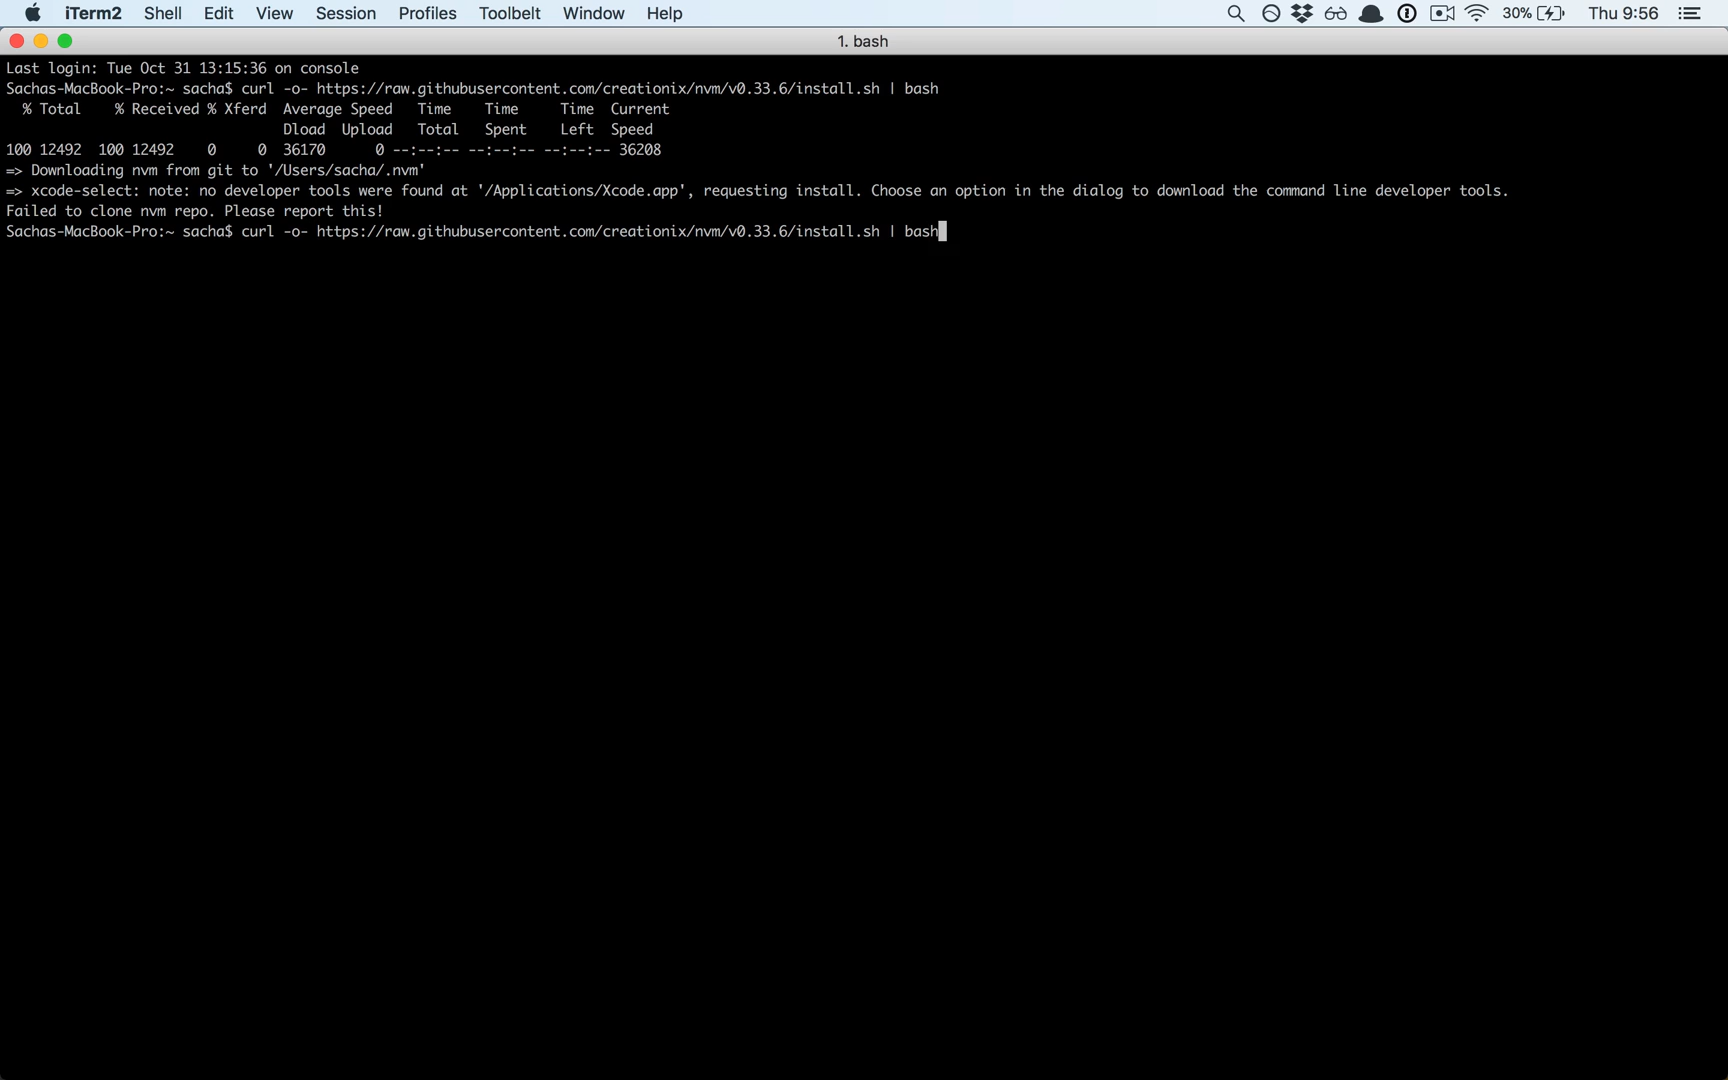 iTerm2 Shell Edit View Session Profiles Toolbelt Window Help 30% Thu 9:56
1. bash
Last login: Tue Oct 31 13:15:36 on console
Sachas-MacBook-Pro:~ sacha$ curl -o- https://raw.githubusercontent.com/creationix/nvm/v0.33.6/install.sh | bash
% Total % Received % Xferd Average Speed Time Time Time Current
Dload Upload Total Spent Left Speed
100 12492 100 12492 0 0 36170 0 --:--:-- --:--:-- --:--:-- 36208
=> Downloading nvm from git to '/Users/sacha/.nvm'
=> xcode-select: note: no developer tools were found at '/Applications/Xcode.app', requesting install. Choose an option in the dialog to download the command line developer tools.
Failed to clone nvm repo. Please report this!
Sachas-MacBook-Pro:~ sacha$ curl -o- https://raw.githubusercontent.com/creationix/nvm/v0.33.6/install.sh | bash